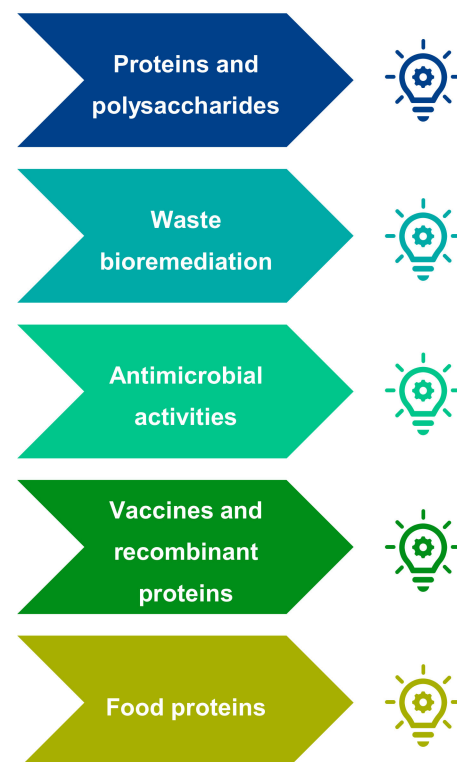 Proteins and
polysaccharides
Waste
bioremediation
Antimicrobial
activities
Vaccines and
recombinant
proteins
Food proteins